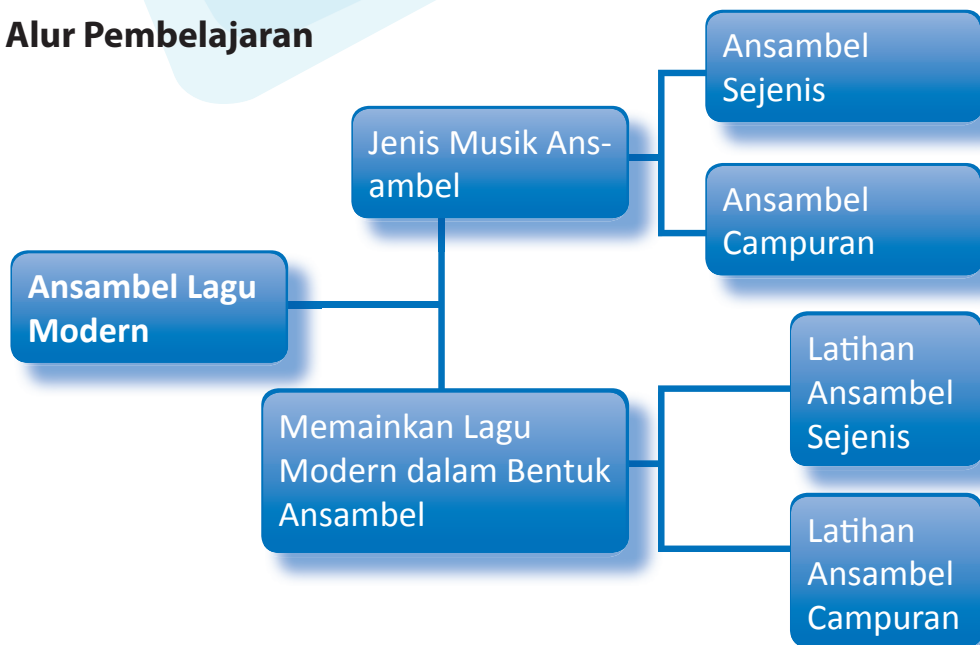 Alur Pembelajaran
Ansambel Lagu
Modern
Jenis Musik Ans-
ambel
Ansambel
Sejenis
Ansambel
Campuran
Memainkan Lagu
Modern dalam Bentuk
Ansambel
Latihan
Ansambel
Sejenis
Latihan
Ansambel
Campuran